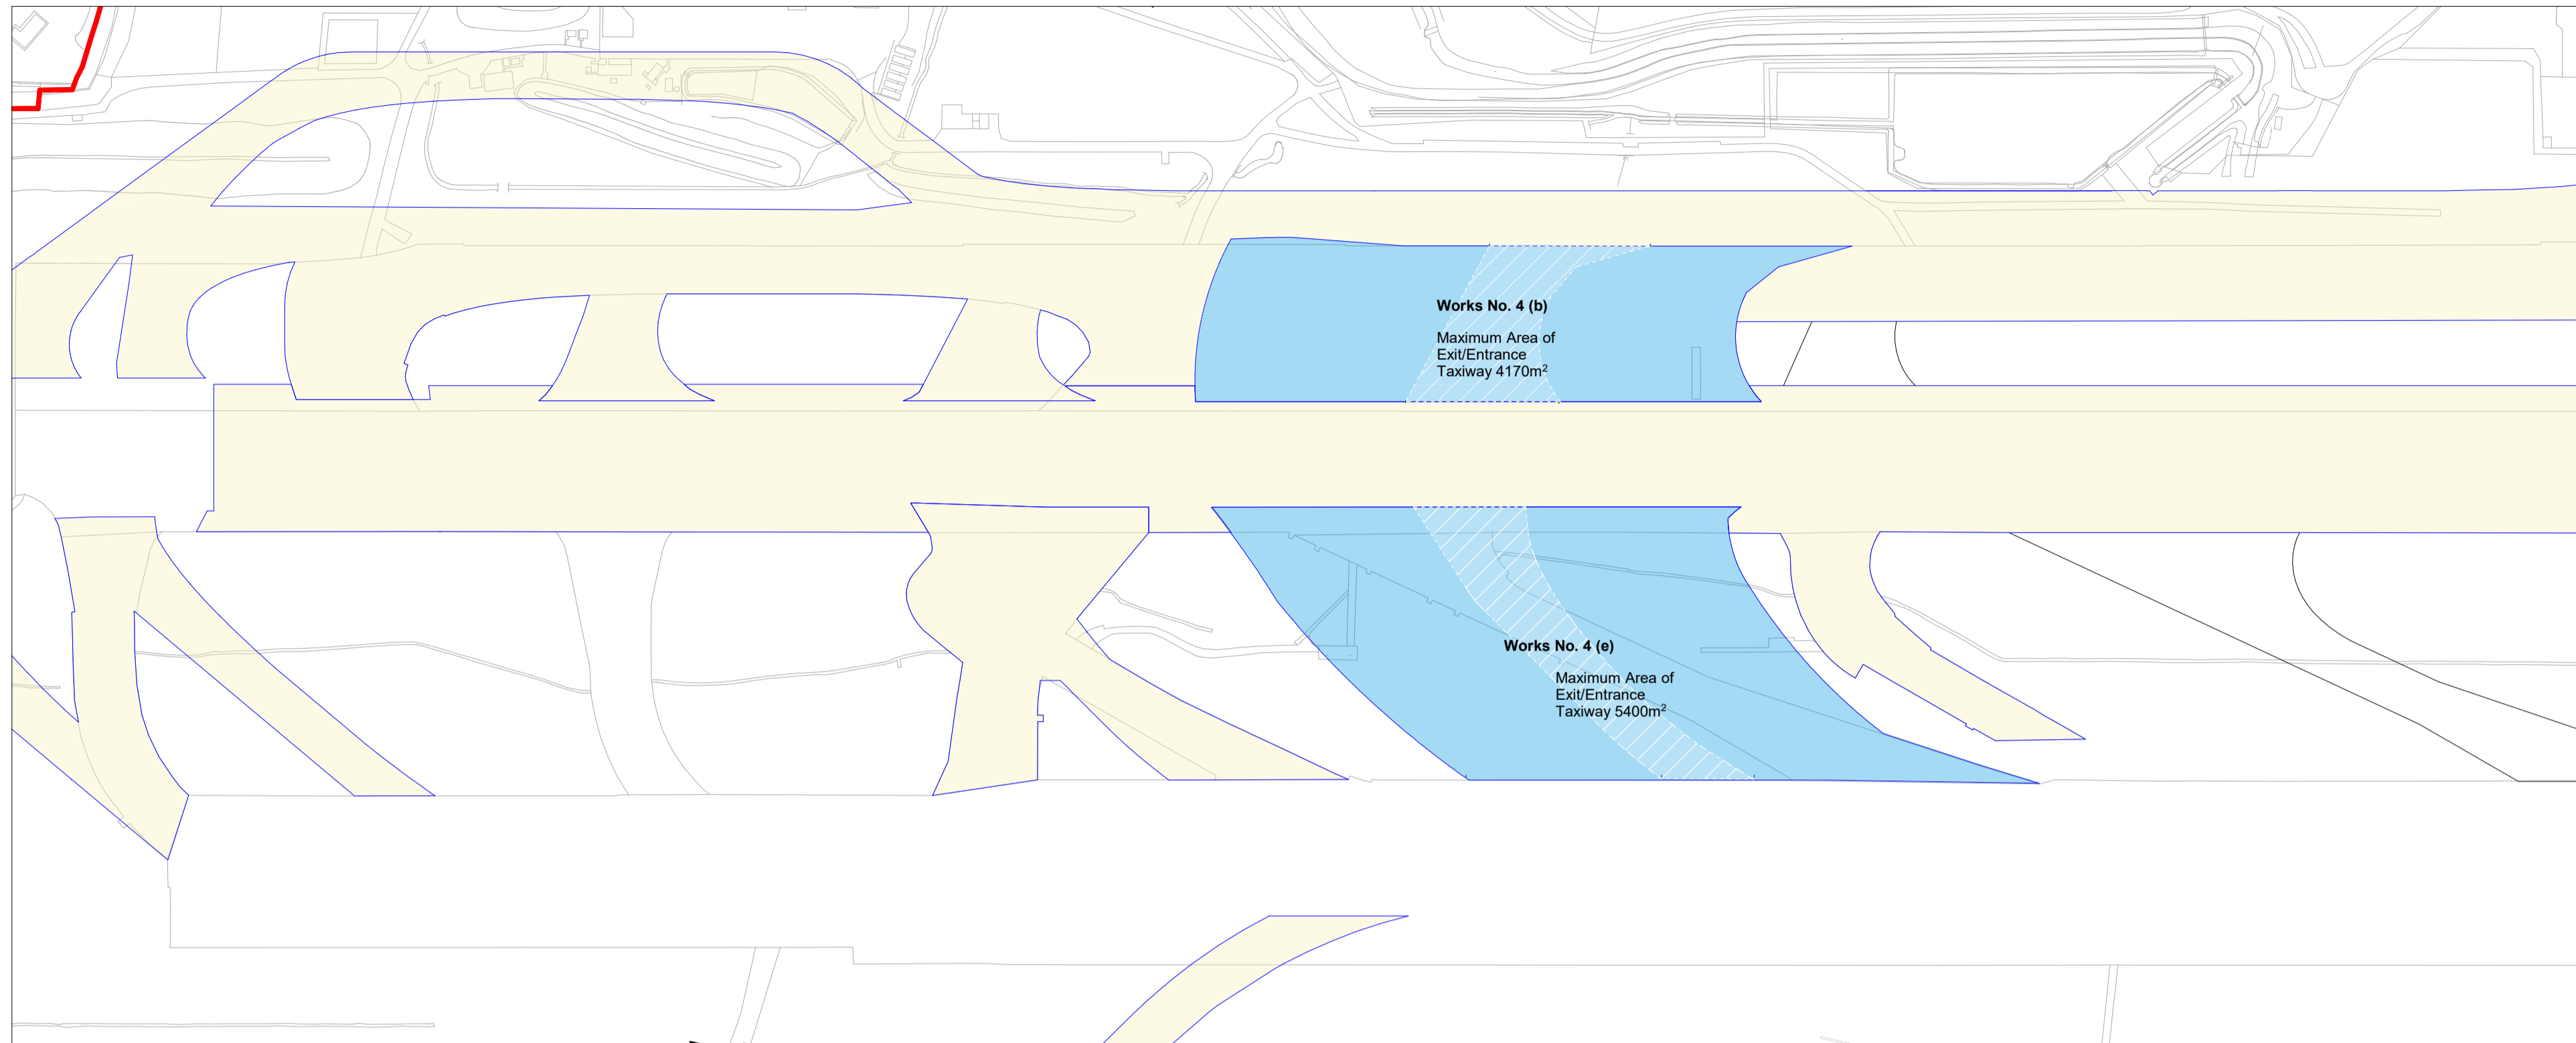 Works No. 4 (b)
Maximum Area of
Exit/Entrance
Taxiway 4170m²
Works No. 4 (e)
Maximum Area of
Exit/Entrance
Taxiway 5400m²